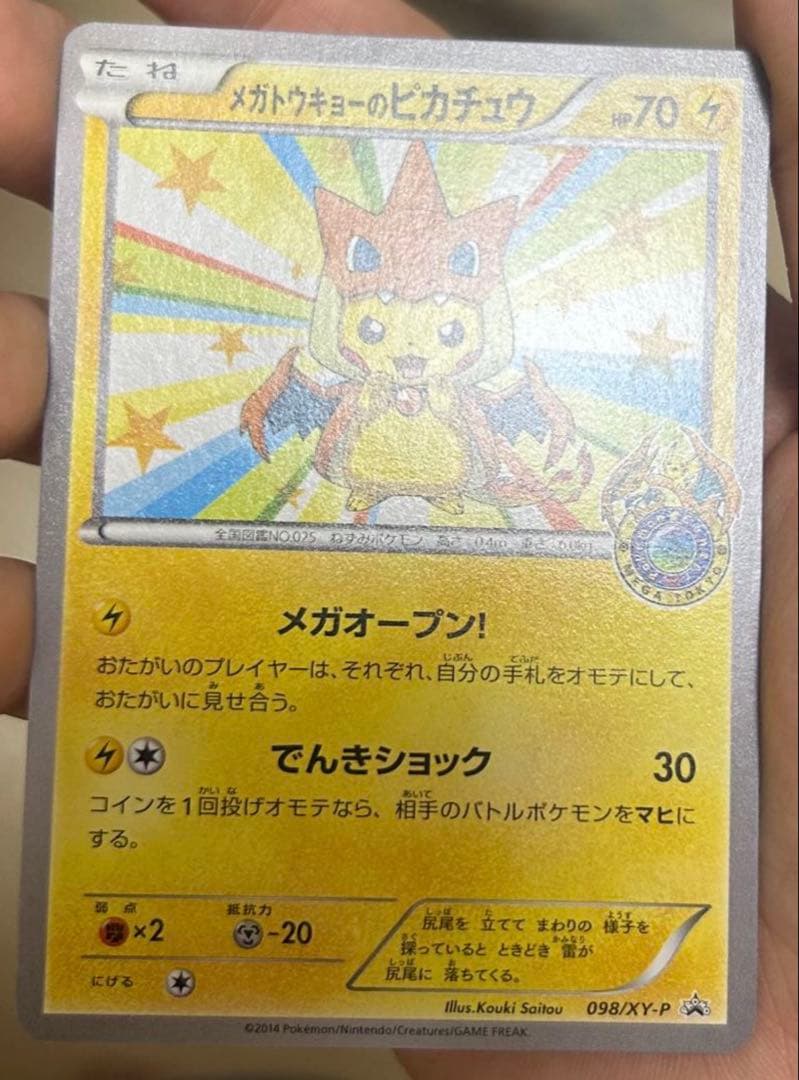 たね
メガトウキョーのピカチュウ HP70
全国図鑑NO.025 ねずみポケモン 高さ:0.4m 重さ:6.0kg
MEGA TOKYO
メガオープン!
おたがいのプレイヤーは、それぞれ、自分の手札をオモテにして、
おたがいに見せ合う。
でんきショック 30
コインを1回投げオモテなら、相手のバトルポケモンをマヒに
する。
弱点 抵抗力
×2 -20
にげる
尻尾を 立てて まわりの 様子を
探っていると ときどき 雷が
尻尾に 落ちてくる。
Illus.Kouki Saitou 098/XY-P
©2014 Pokémon/Nintendo/Creatures/GAME FREAK.